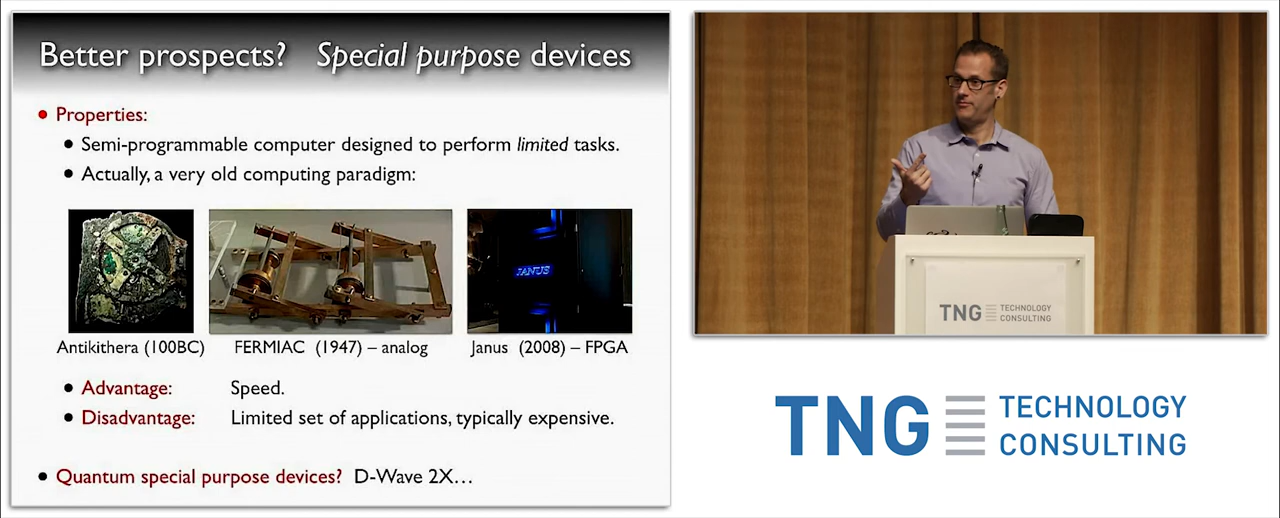 Better prospects? Special purpose devices
• Properties:
• Semi-programmable computer designed to perform limited tasks.
• Actually, a very old computing paradigm:
JANUS
Antikithera (100BC) FERMIAC (1947) – analog Janus (2008) – FPGA
• Advantage: Speed.
• Disadvantage: Limited set of applications, typically expensive.
• Quantum special purpose devices? D-Wave 2X…
TNG TECHNOLOGY
CONSULTING
TNG TECHNOLOGY
CONSULTING